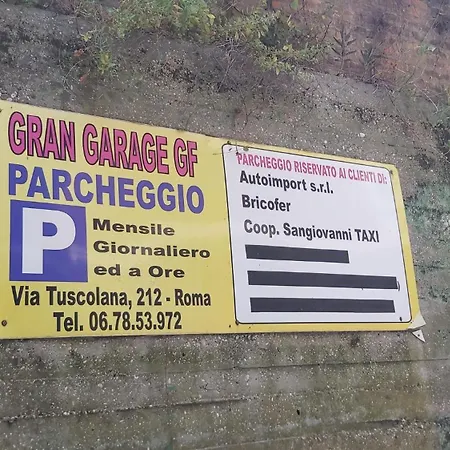 GRAN GARAGE GF
PARCHEGGIO
P
Mensile
Giornaliero
ed a Ore
Via Tuscolana, 212 - Roma
Tel. 06.78.53.972
PARCHEGGIO RISERVATO AI CLIENTI DI:
Autoimport s.r.l.
Bricofer
Coop. Sangiovanni TAXI